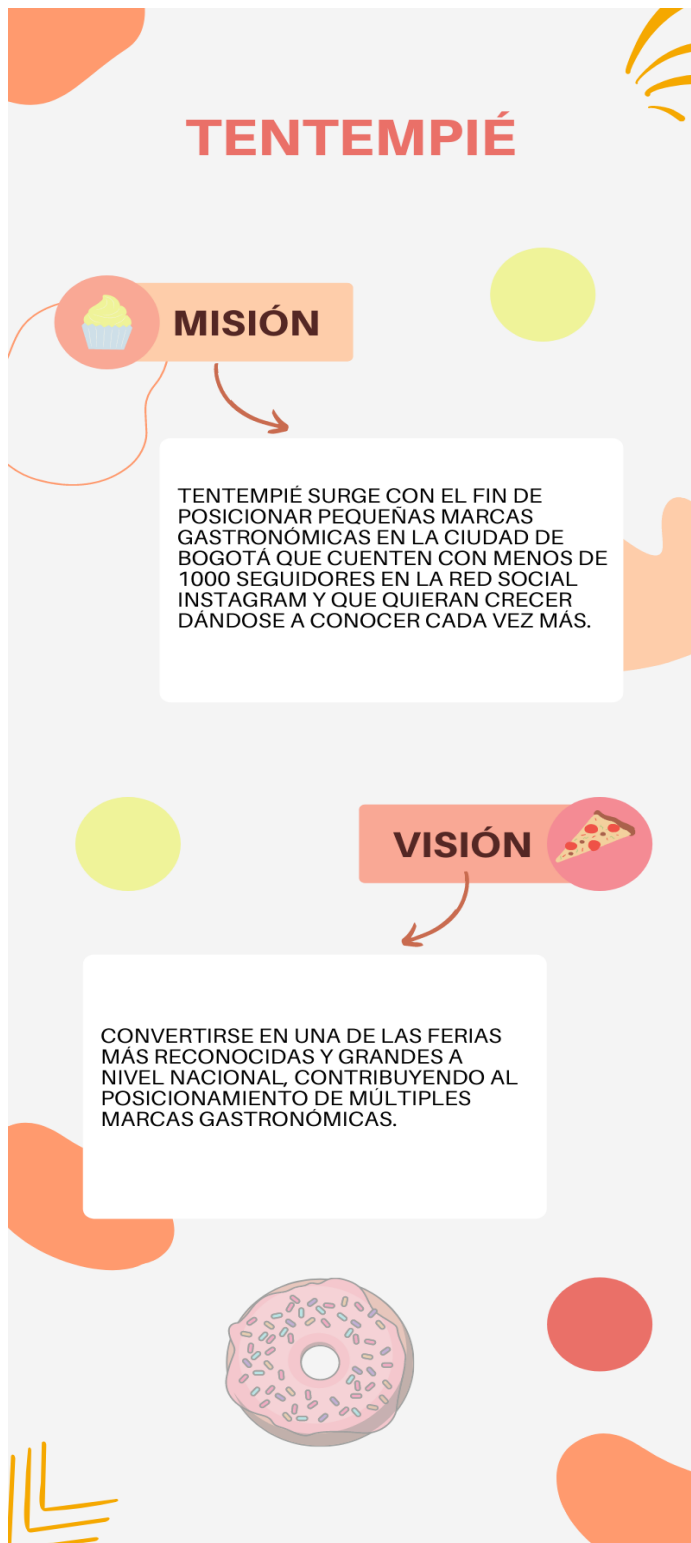 TENTEMPIÉ
MISIÓN
TENTEMPIÉ SURGE CON EL FIN DE
POSICIONAR PEQUEÑAS MARCAS
GASTRONÓMICAS EN LA CIUDAD DE
BOGOTÁ QUE CUENTEN CON MENOS DE
1000 SEGUIDORES EN LA RED SOCIAL
INSTAGRAM Y QUE QUIERAN CRECER
DÁNDOSE A CONOCER CADA VEZ MÁS.
VISIÓN
CONVERTIRSE EN UNA DE LAS FERIAS
MÁS RECONOCIDAS Y GRANDES A
NIVEL NACIONAL, CONTRIBUYENDO AL
POSICIONAMIENTO DE MÚLTIPLES
MARCAS GASTRONÓMICAS.